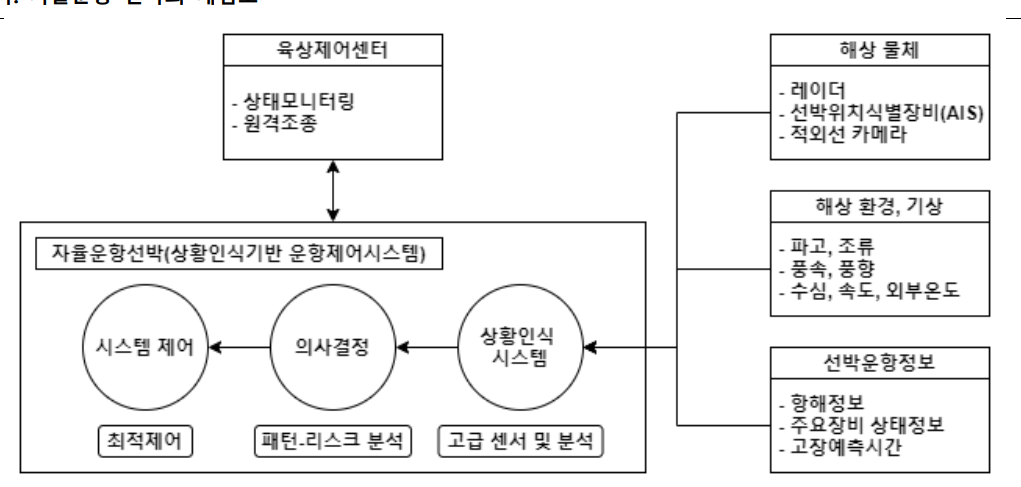 육상제어센터
- 상태모니터링
- 원격조종
자율운항선박(상황인식기반 운항제어시스템)
시스템 제어
의사결정
상황인식
시스템
최적제어
패턴-리스크 분석
고급 센서 및 분석
해상 물체
- 레이더
- 선박위치식별장비(AIS)
- 적외선 카메라
해상 환경, 기상
- 파고, 조류
- 풍속, 풍향
- 수심, 속도, 외부온도
선박운항정보
- 항해정보
- 주요장비 상태정보
- 고장예측시간